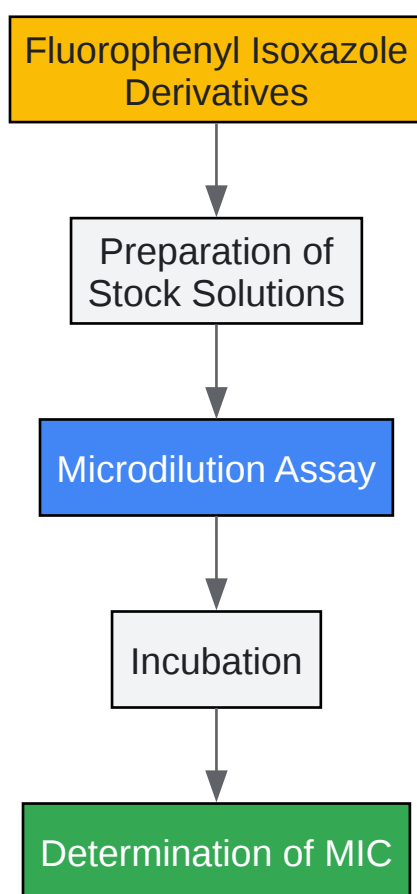 Fluorophenyl Isoxazole
Derivatives
Preparation of
Stock Solutions
Microdilution Assay
Incubation
Determination of MIC